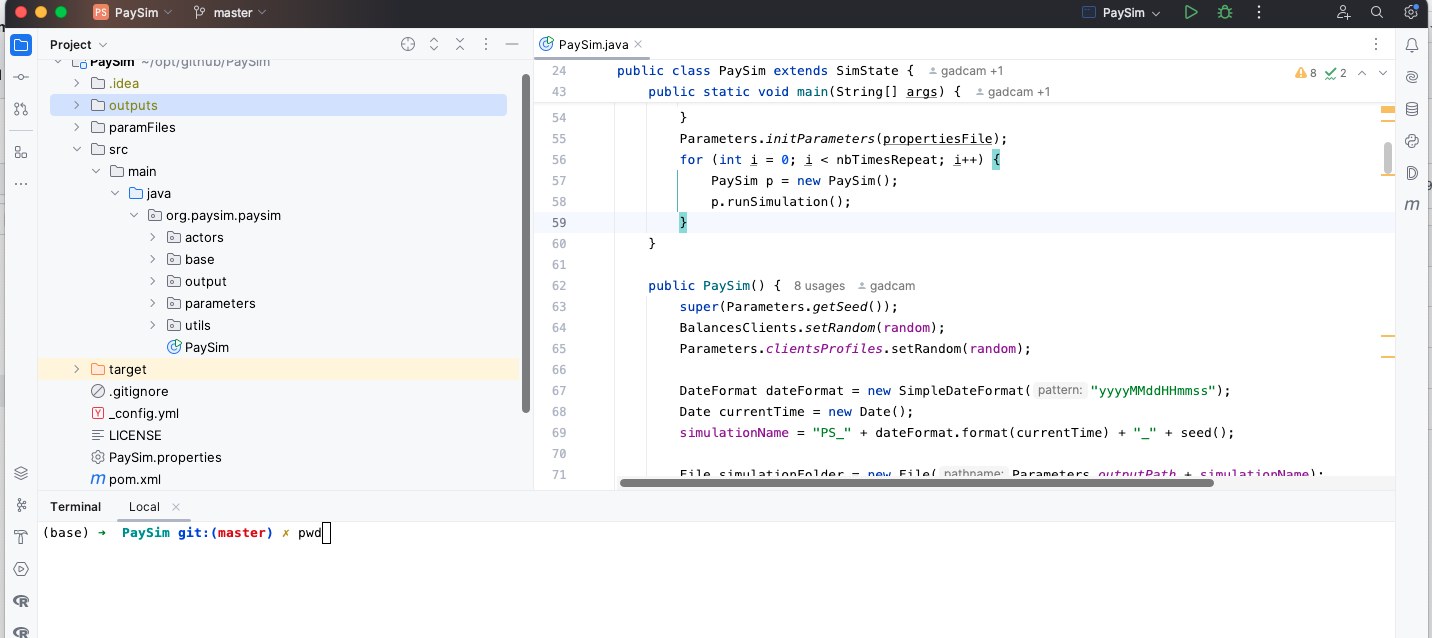 PS PaySim master PaySim
Project
PaySim ~/opt/github/PaySim
.idea
outputs
paramFiles
src
main
java
org.paysim.paysim
actors
base
output
parameters
utils
PaySim
target
.gitignore
_config.yml
LICENSE
PaySim.properties
pom.xml
PaySim.java
8 2
24 public class PaySim extends SimState { gadcam +1
43 public static void main(String[] args) { gadcam +1
54 }
55 Parameters.initParameters(propertiesFile);
56 for (int i = 0; i < nbTimesRepeat; i++) {
57 PaySim p = new PaySim();
58 p.runSimulation();
59 }
60 }
61
62 public PaySim() { 8 usages gadcam
63 super(Parameters.getSeed());
64 BalancesClients.setRandom(random);
65 Parameters.clientsProfiles.setRandom(random);
66
67 DateFormat dateFormat = new SimpleDateFormat( pattern: "yyyyMMddHHmmss");
68 Date currentTime = new Date();
69 simulationName = "PS_" + dateFormat.format(currentTime) + "_" + seed();
70
71 File simulationFolder = new File( pathname: Parameters.outputPath + simulationName);
Terminal Local
(base) → PaySim git:(master) ✗ pwd